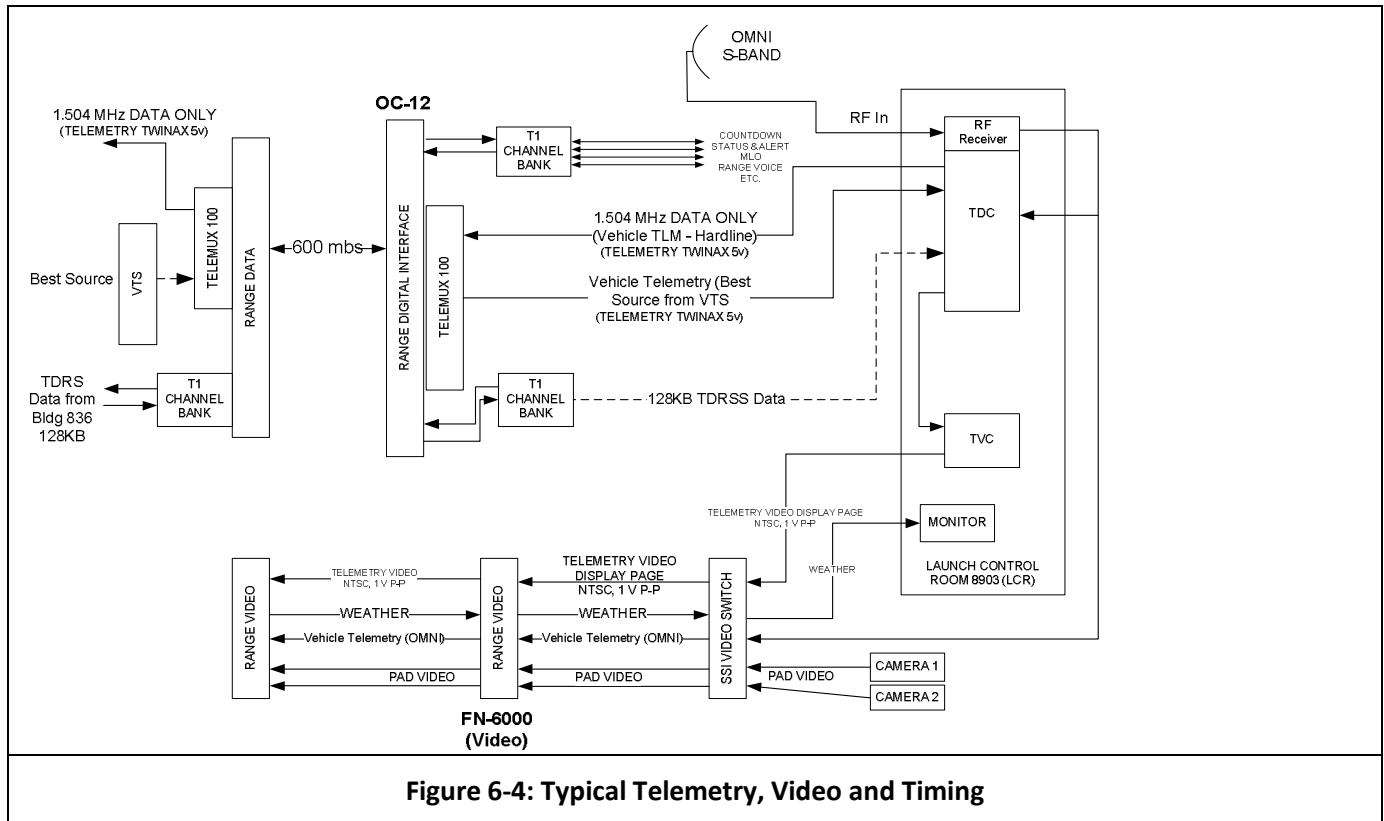 OMNI
S-BAND
OC-12
1.504 MHz DATA ONLY
(TELEMETRY TWINAX 5v)
RF In
RF
Receiver
T1
CHANNEL
BANK
COUNTDOWN
STATUS & ALERT
MLO
RANGE VOICE
ETC.
TELEMUX 100
RANGE DATA
600 mbs
RANGE DIGITAL INTERFACE
TELEMUX 100
1.504 MHz DATA ONLY
(Vehicle TLM - Hardline)
(TELEMETRY TWINAX 5v)
TDC
Best Source
VTS
Vehicle Telemetry (Best
Source from VTS
(TELEMETRY TWINAX 5v)
TDRS
Data from
Bldg 836
128KB
T1
CHANNEL
BANK
T1
CHANNEL
BANK
128KB TDRSS Data
TVC
TELEMETRY VIDEO DISPLAY PAGE
NTSC, 1 V P-P
MONITOR
WEATHER
LAUNCH CONTROL
ROOM 8903 (LCR)
RANGE VIDEO
TELEMETRY VIDEO
NTSC, 1 V P-P
WEATHER
Vehicle Telemetry (OMNI)
PAD VIDEO
RANGE VIDEO
TELEMETRY VIDEO
DISPLAY PAGE
NTSC, 1 V P-P
WEATHER
Vehicle Telemetry (OMNI)
PAD VIDEO
SSI VIDEO SWITCH
PAD VIDEO
CAMERA 1
CAMERA 2
FN-6000
(Video)
Figure 6-4: Typical Telemetry, Video and Timing